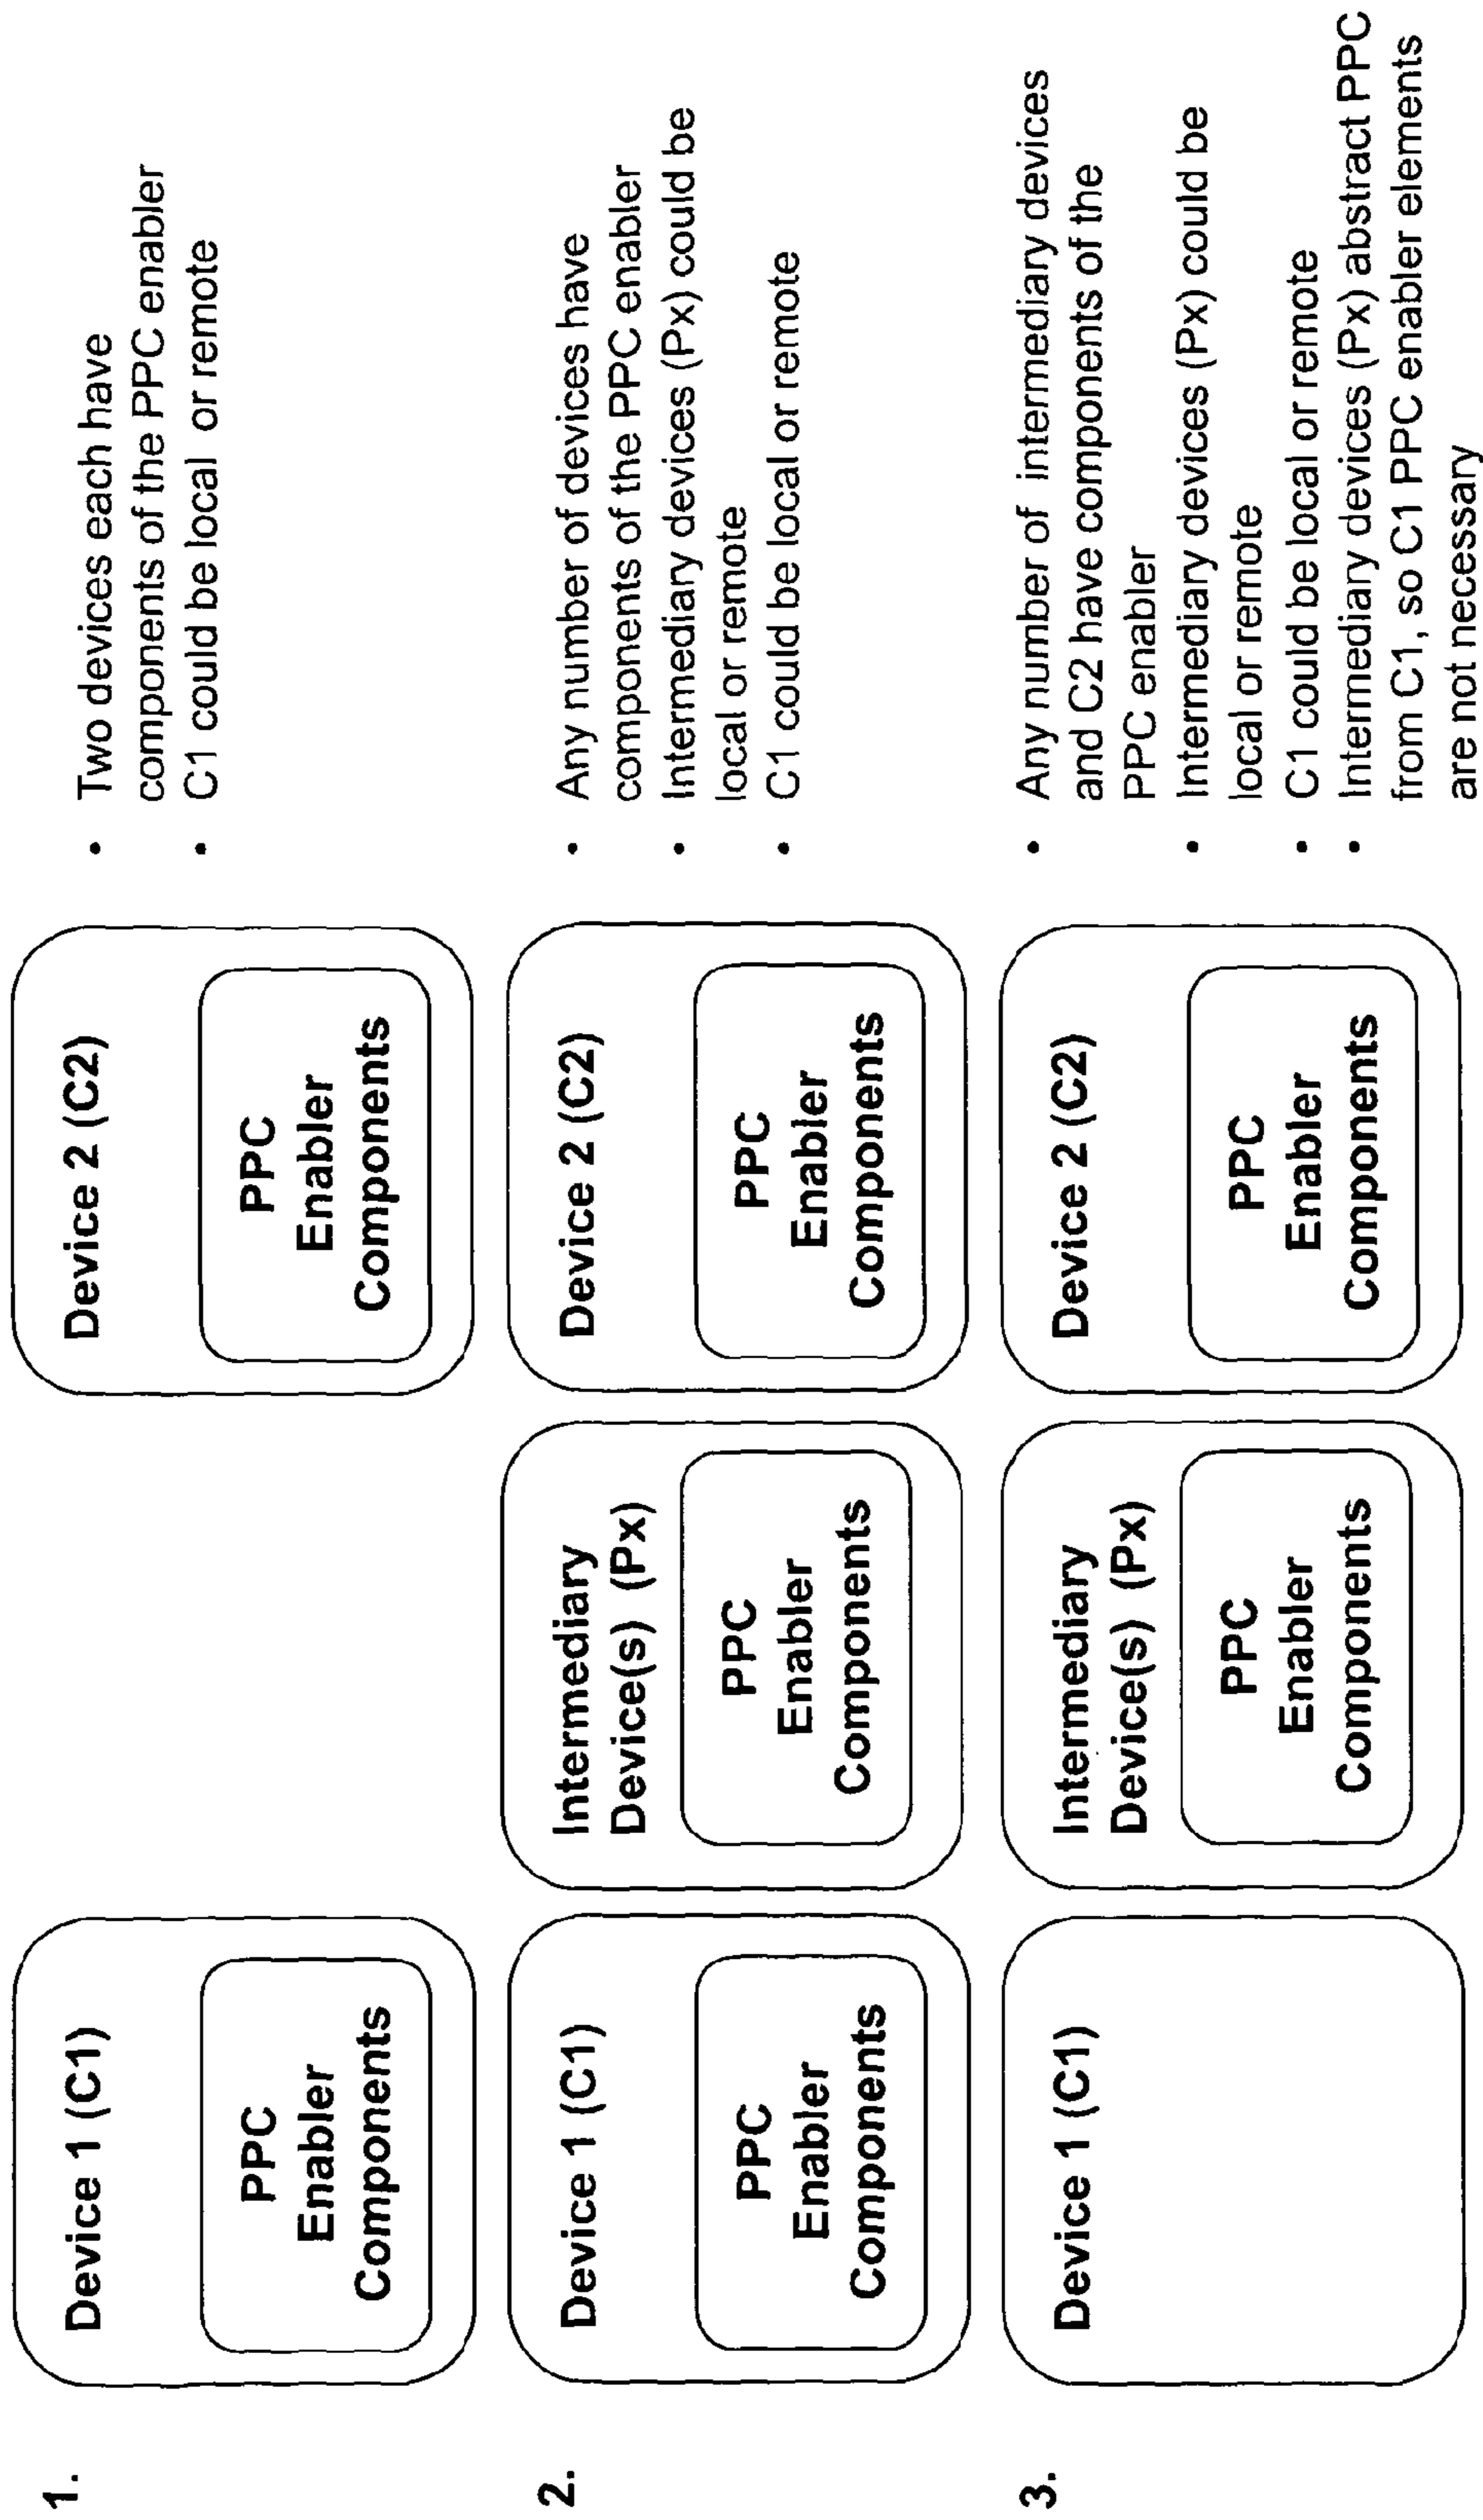 1.
Device 1 (C1)
PPC
Enabler
Components
Device 2 (C2)
PPC
Enabler
Components
• Two devices each have
components of the PPC enabler
• C1 could be local or remote
2.
Device 1 (C1)
PPC
Enabler
Components
Intermediary
Device(s) (Px)
PPC
Enabler
Components
Device 2 (C2)
PPC
Enabler
Components
• Any number of devices have
components of the PPC enabler
• Intermediary devices (Px) could be
local or remote
• C1 could be local or remote
3.
Device 1 (C1)
Intermediary
Device(s) (Px)
PPC
Enabler
Components
Device 2 (C2)
PPC
Enabler
Components
• Any number of intermediary devices
and C2 have components of the
PPC enabler
• Intermediary devices (Px) could be
local or remote
• C1 could be local or remote
• Intermediary devices (Px) abstract PPC
from C1, so C1 PPC enabler elements
are not necessary